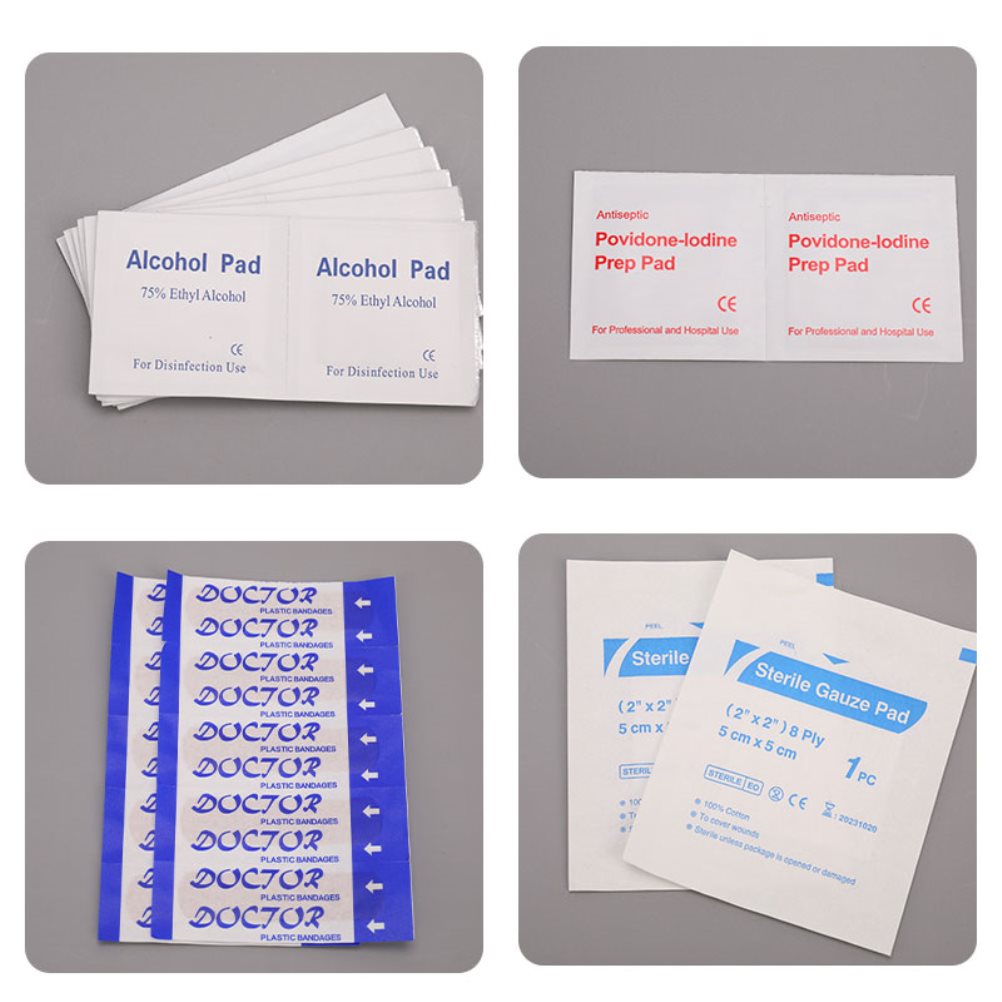 Alcohol Pad
75% Ethyl Alcohol
CE
For Disinfection Use
Alcohol Pad
75% Ethyl Alcohol
CE
For Disinfection Use
Antiseptic
Povidone-Iodine
Prep Pad
CE
For Professional and Hospital Use
Antiseptic
Povidone-Iodine
Prep Pad
CE
For Professional and Hospital Use
DOCTOR
PLASTIC BANDAGES
DOCTOR
PLASTIC BANDAGES
DOCTOR
PLASTIC BANDAGES
DOCTOR
PLASTIC BANDAGES
DOCTOR
PLASTIC BANDAGES
DOCTOR
PLASTIC BANDAGES
DOCTOR
PLASTIC BANDAGES
DOCTOR
PLASTIC BANDAGES
DOCTOR
PLASTIC BANDAGES
DOCTOR
PLASTIC BANDAGES
PEEL
Sterile
(2" x 2"
5 cm x
STERIL
PEEL
Sterile Gauze Pad
(2" x 2") 8 Ply
5 cm x 5 cm
1 PC
STERILE EO
CE
: 20231020
100% Cotton
To cover wounds
Sterile unless package is opened or damaged